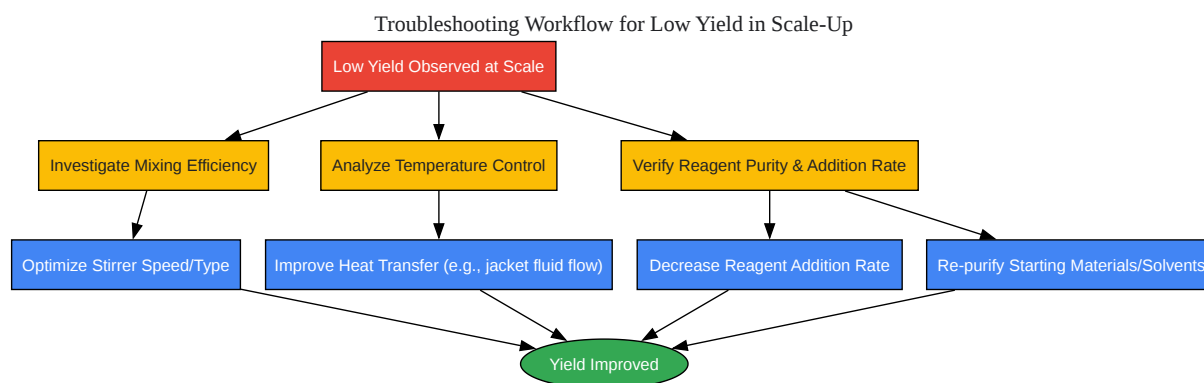 Troubleshooting Workflow for Low Yield in Scale-Up
Low Yield Observed at Scale
Investigate Mixing Efficiency
Analyze Temperature Control
Verify Reagent Purity & Addition Rate
Optimize Stirrer Speed/Type
Improve Heat Transfer (e.g., jacket fluid flow)
Decrease Reagent Addition Rate
Re-purify Starting Materials/Solvents
Yield Improved